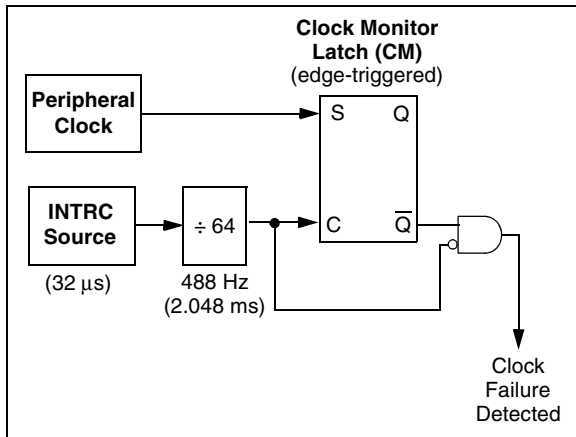 Clock Monitor
Latch (CM)
(edge-triggered)
Peripheral
Clock
S Q
INTRC
Source
÷ 64
C Q̅
(32 μs)
488 Hz
(2.048 ms)
Clock
Failure
Detected